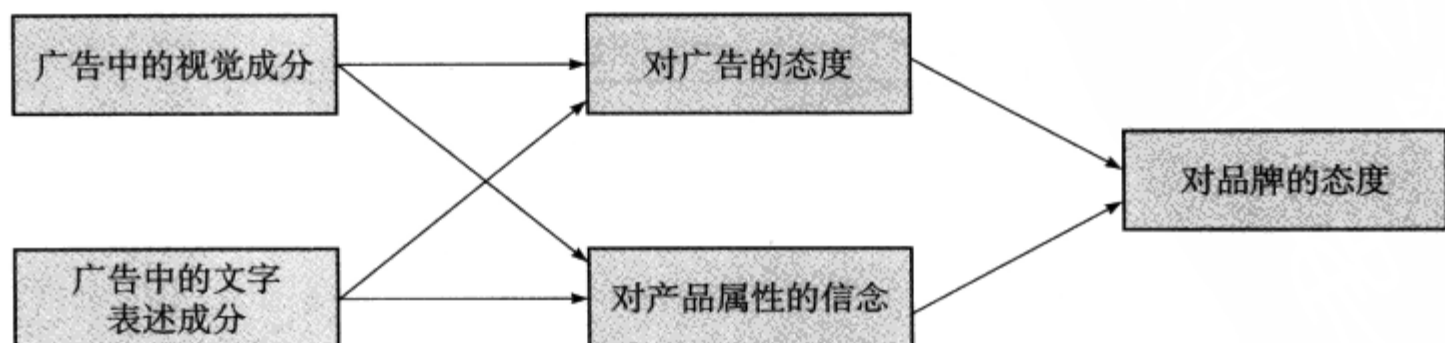 广告中的视觉成分
对广告的态度
对品牌的态度
广告中的文字
表述成分
对产品属性的信念